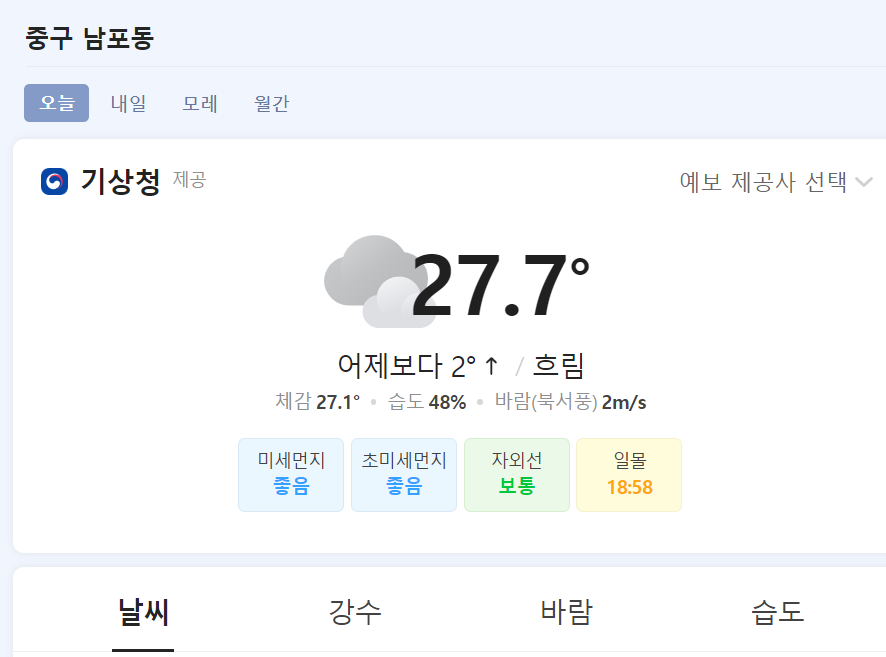 중구 남포동
오늘 내일 모레 월간
기상청 제공 예보 제공사 선택
27.7°
어제보다 2° ↑ / 흐림
체감 27.1° • 습도 48% • 바람(북서풍) 2m/s
미세먼지 초미세먼지 자외선 일몰
좋음 좋음 보통 18:58
날씨 강수 바람 습도